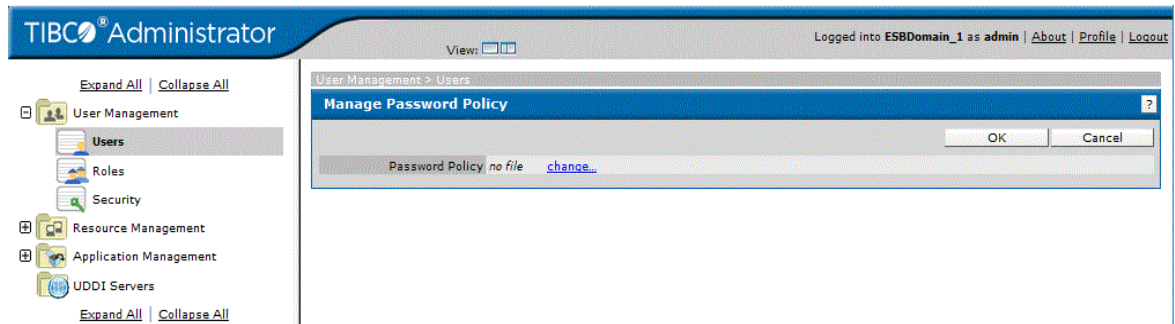 TIBCO®Administrator
View:
Logged into ESBDomain_1 as admin | About | Profile | Logout
Expand All | Collapse All
User Management
Users
Roles
Security
Resource Management
Application Management
UDDI Servers
Expand All | Collapse All
User Management > Users
Manage Password Policy
?
OK
Cancel
Password Policy no file change...